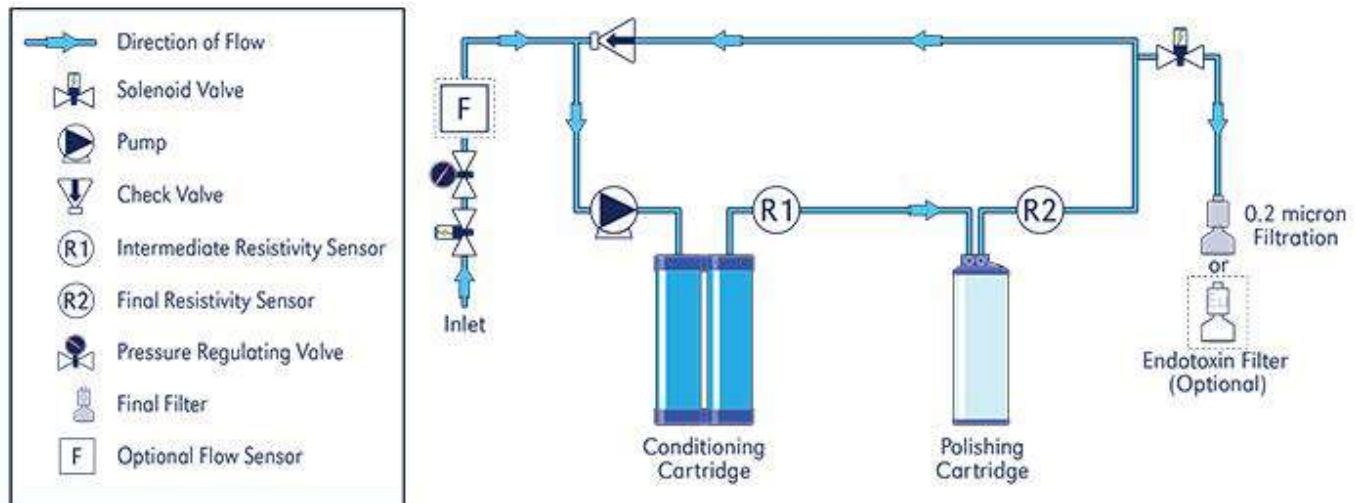 Direction of Flow
Solenoid Valve
Pump
Check Valve
R1 Intermediate Resistivity Sensor
R2 Final Resistivity Sensor
Pressure Regulating Valve
Final Filter
F Optional Flow Sensor
F
R1
R2
Inlet
Conditioning
Cartridge
Polishing
Cartridge
0.2 micron
Filtration
or
Endotoxin Filter
(Optional)